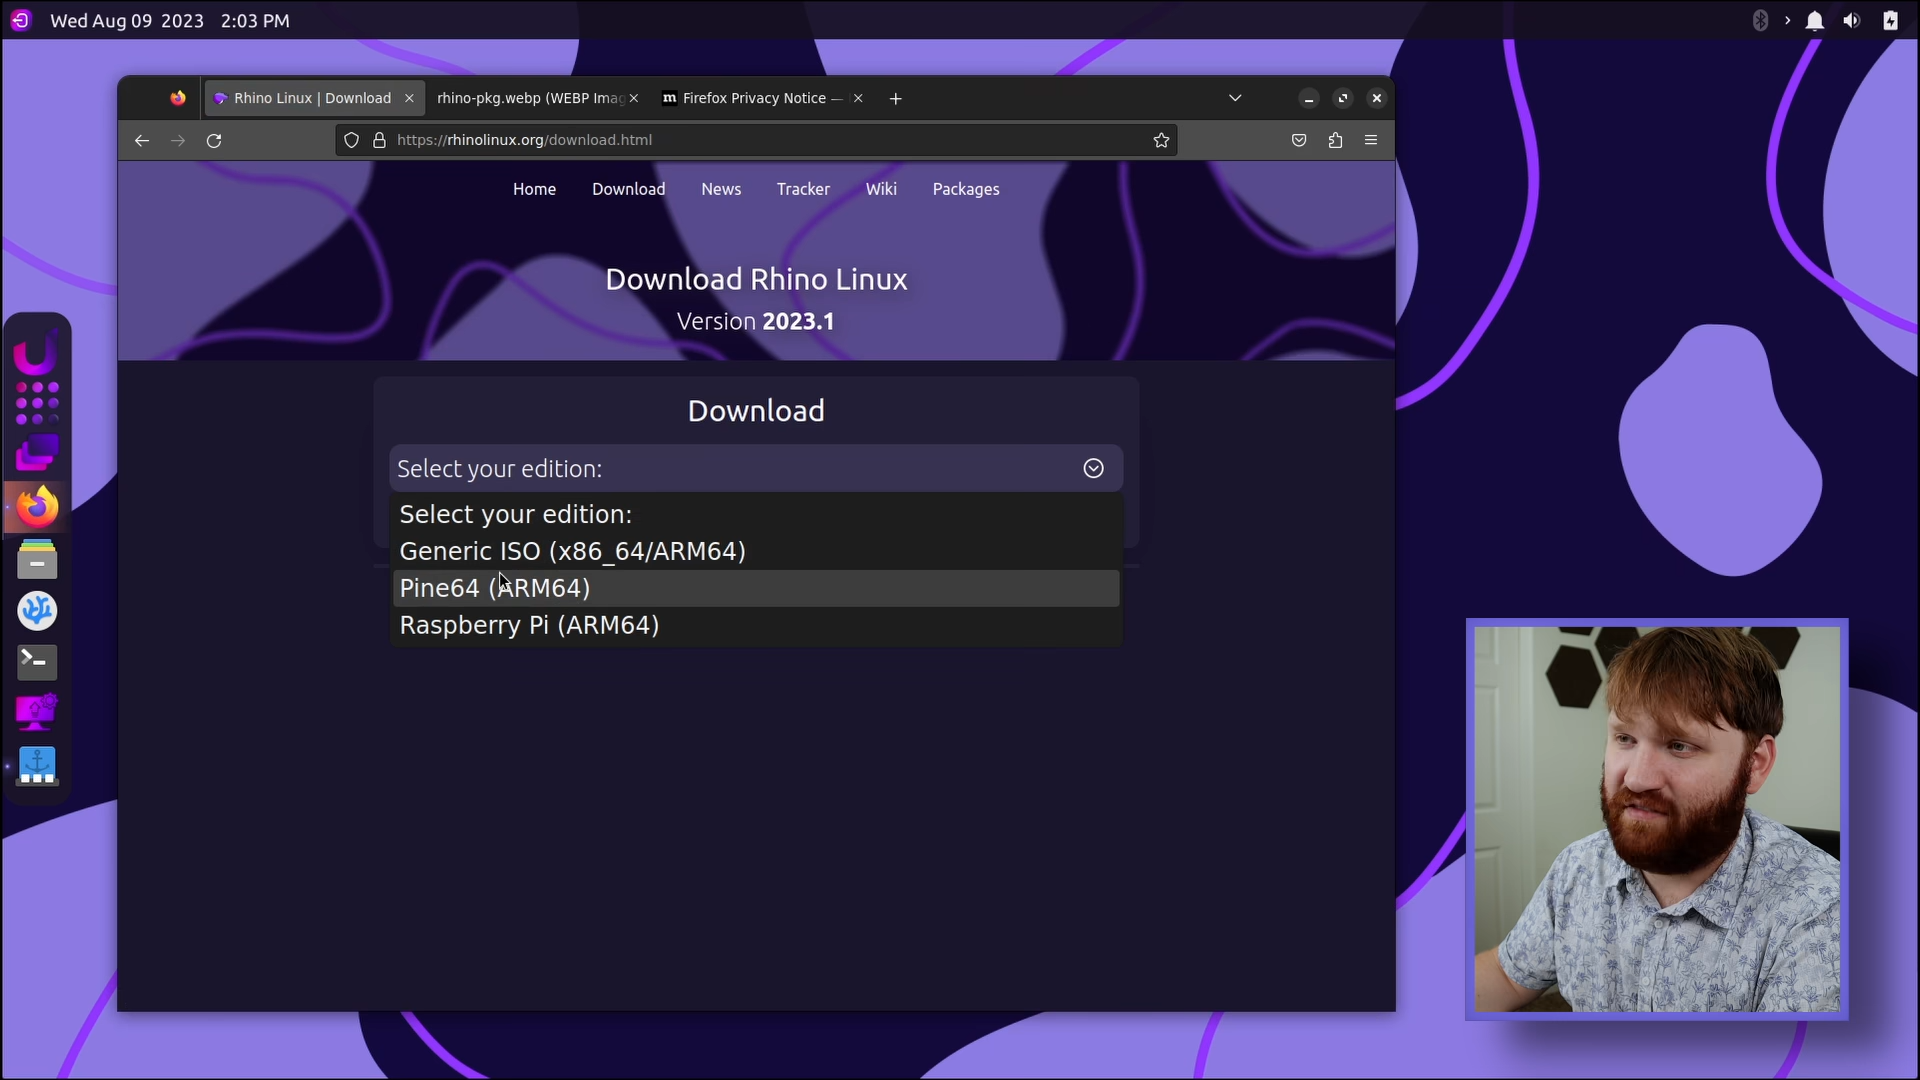 Wed Aug 09 2023 2:03 PM
Rhino Linux | Download
rhino-pkg.webp (WEBP Imag
Firefox Privacy Notice —
https://rhinolinux.org/download.html
Home Download News Tracker Wiki Packages
Download Rhino Linux
Version 2023.1
Download
Select your edition:
Select your edition:
Generic ISO (x86_64/ARM64)
Pine64 (ARM64)
Raspberry Pi (ARM64)